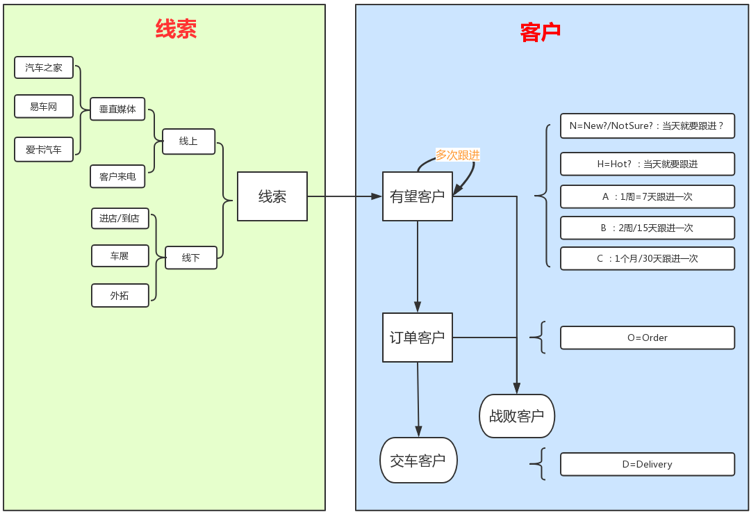 线索
客户
汽车之家
易车网
爱卡汽车
垂直媒体
客户来电
线上
进店/到店
车展
外拓
线下
线索
多次跟进
有望客户
N=New?/NotSure?：当天就要跟进？
H=Hot? ：当天就要跟进
A ：1周=7天跟进一次
B ：2周/15天跟进一次
C ：1个月/30天跟进一次
订单客户
O=Order
战败客户
交车客户
D=Delivery